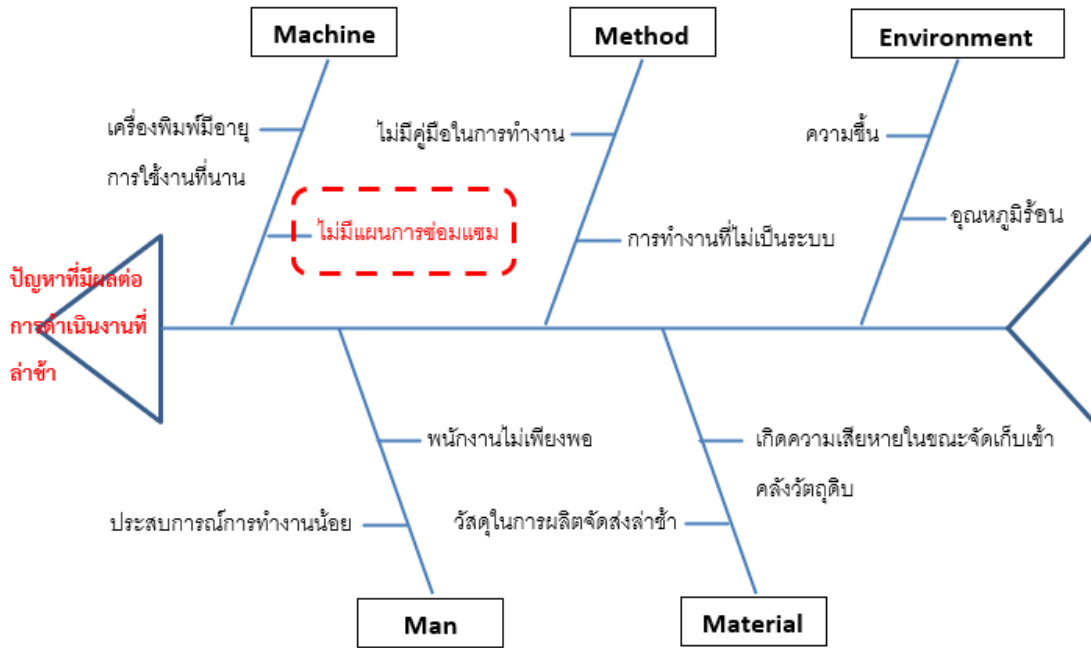 Machine
Method
Environment
เครื่องพิมพ์มีอายุ
การใช้งานที่นาน
ไม่มีแผนการซ่อมแซม
ไม่มีคู่มือในการทำงาน
การทำงานที่ไม่เป็นระบบ
ความชื้น
อุณหภูมิร้อน
ปัญหาที่มีผลต่อ
การดำเนินงานที่
ล่าช้า
พนักงานไม่เพียงพอ
ประสบการณ์การทำงานน้อย
เกิดความเสียหายในขณะจัดเก็บเข้า
คลังวัตถุดิบ
วัสดุในการผลิตจัดส่งล่าช้า
Man
Material